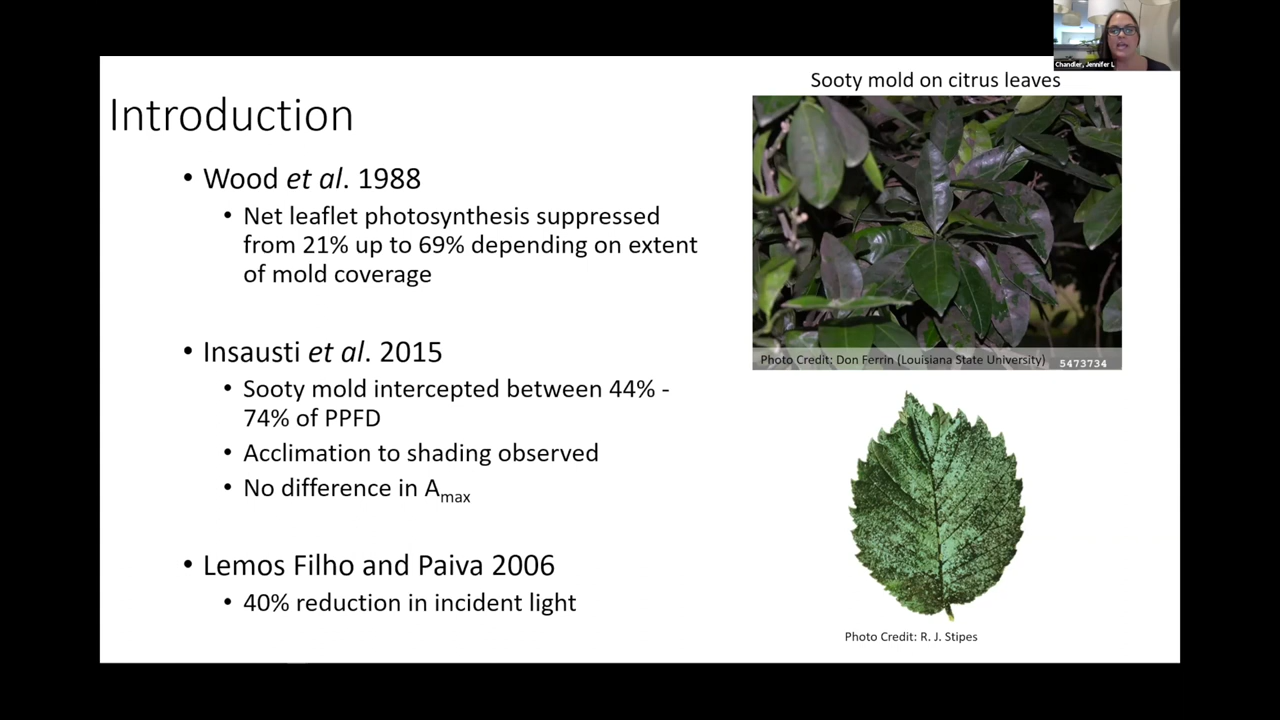 Chandler, Jennifer L
Sooty mold on citrus leaves
Introduction
• Wood et al. 1988
• Net leaflet photosynthesis suppressed
from 21% up to 69% depending on extent
of mold coverage
• Insausti et al. 2015
• Sooty mold intercepted between 44% -
74% of PPFD
• Acclimation to shading observed
• No difference in Amax
• Lemos Filho and Paiva 2006
• 40% reduction in incident light
Photo Credit: Don Ferrin (Louisiana State University)
5473734
Photo Credit: R. J. Stipes